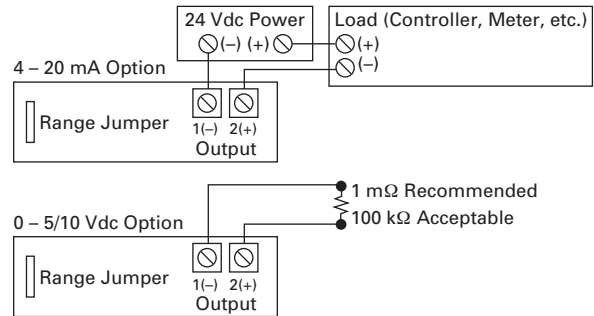 24 Vdc Power
(–) (+)
Load (Controller, Meter, etc.)
(+)
(–)
4 – 20 mA Option
Range Jumper
1(–) 2(+)
Output
1 mΩ Recommended
100 kΩ Acceptable
0 – 5/10 Vdc Option
Range Jumper
1(–) 2(+)
Output